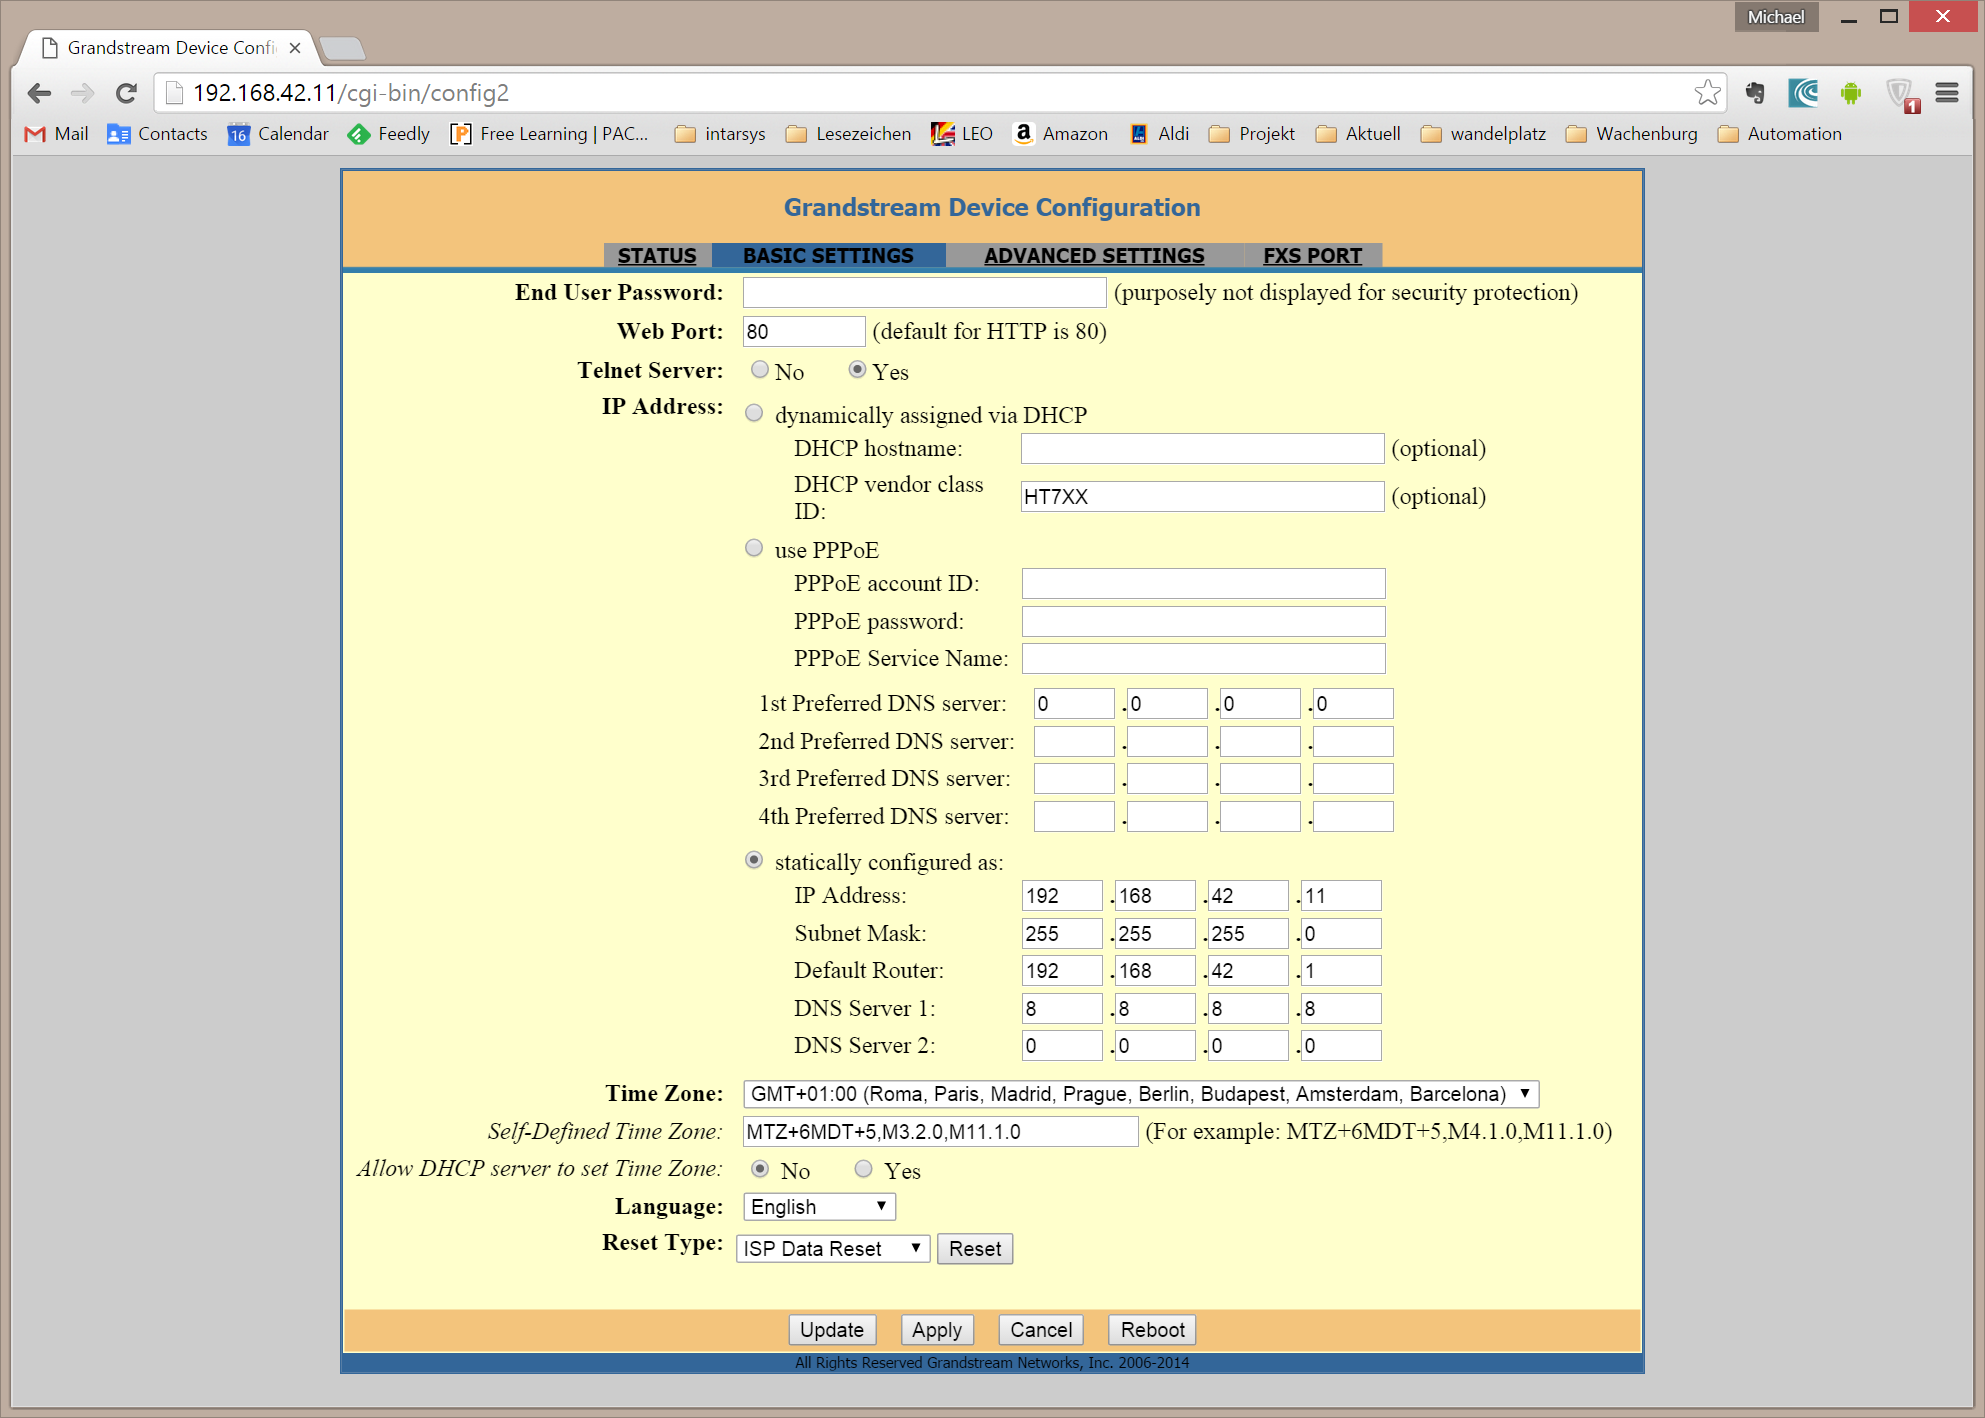 Michael
Grandstream Device Confi
192.168.42.11/cgi-bin/config2
1
Mail Contacts 16 Calendar Feedly [P] Free Learning | PAC... intarsys Lesezeichen LEO a Amazon ALDI Aldi Projekt Aktuell wandelplatz Wachenburg Automation
Grandstream Device Configuration
STATUS BASIC SETTINGS ADVANCED SETTINGS FXS PORT
End User Password: (purposely not displayed for security protection)
Web Port: 80 (default for HTTP is 80)
Telnet Server: No Yes
IP Address: dynamically assigned via DHCP
DHCP hostname: (optional)
DHCP vendor class
ID: HT7XX (optional)
use PPPoE
PPPoE account ID:
PPPoE password:
PPPoE Service Name:
1st Preferred DNS server: 0 .0 .0 .0
2nd Preferred DNS server: . . .
3rd Preferred DNS server: . . .
4th Preferred DNS server: . . .
statically configured as:
IP Address: 192 .168 .42 .11
Subnet Mask: 255 .255 .255 .0
Default Router: 192 .168 .42 .1
DNS Server 1: 8 .8 .8 .8
DNS Server 2: 0 .0 .0 .0
Time Zone: GMT+01:00 (Roma, Paris, Madrid, Prague, Berlin, Budapest, Amsterdam, Barcelona)
Self-Defined Time Zone: MTZ+6MDT+5,M3.2.0,M11.1.0 (For example: MTZ+6MDT+5,M4.1.0,M11.1.0)
Allow DHCP server to set Time Zone: No Yes
Language: English
Reset Type: ISP Data Reset Reset
Update Apply Cancel Reboot
All Rights Reserved Grandstream Networks, Inc. 2006-2014